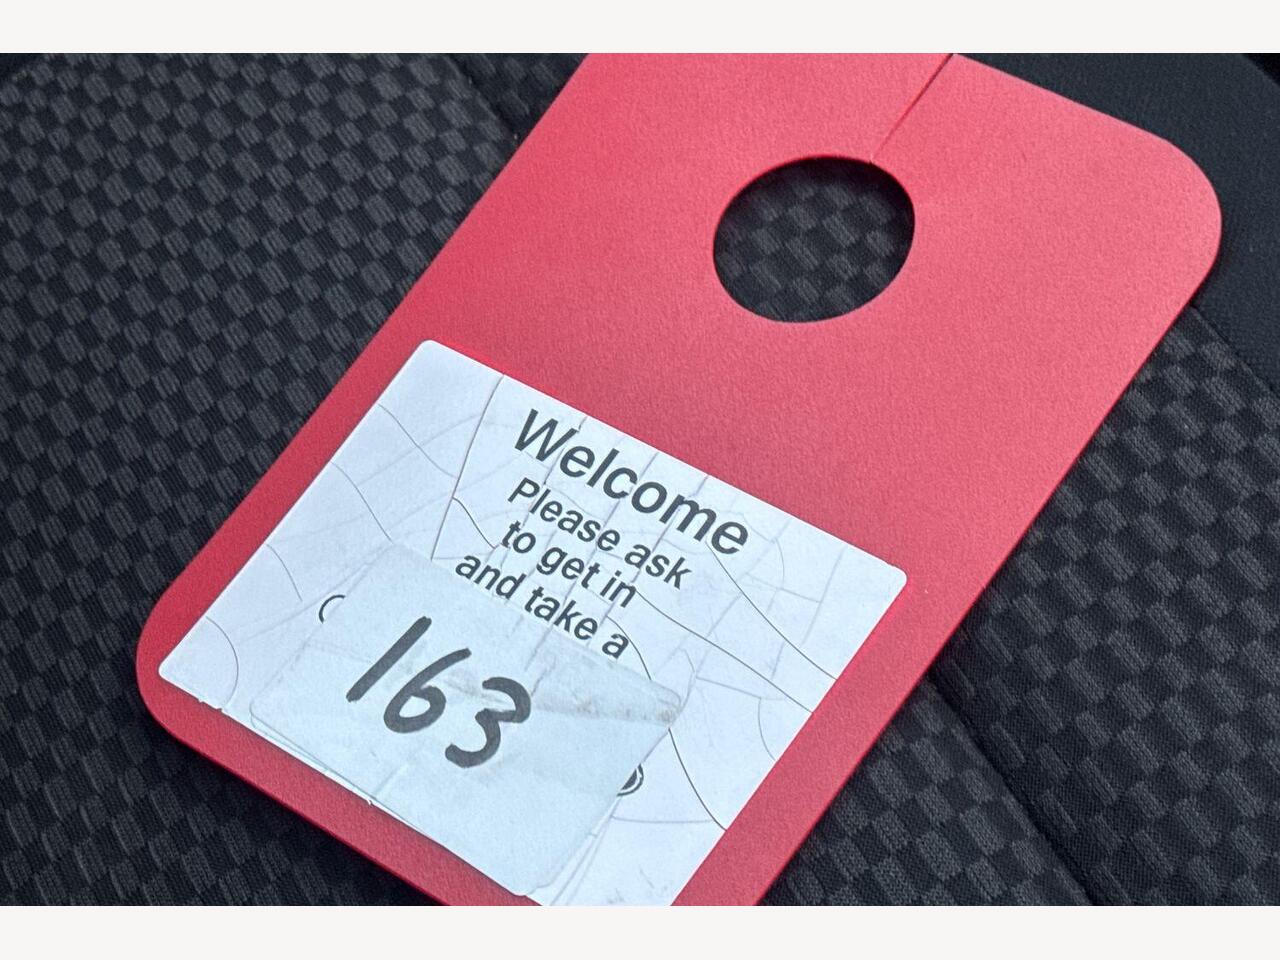 Welcome
Please ask
to get in
and take a
163